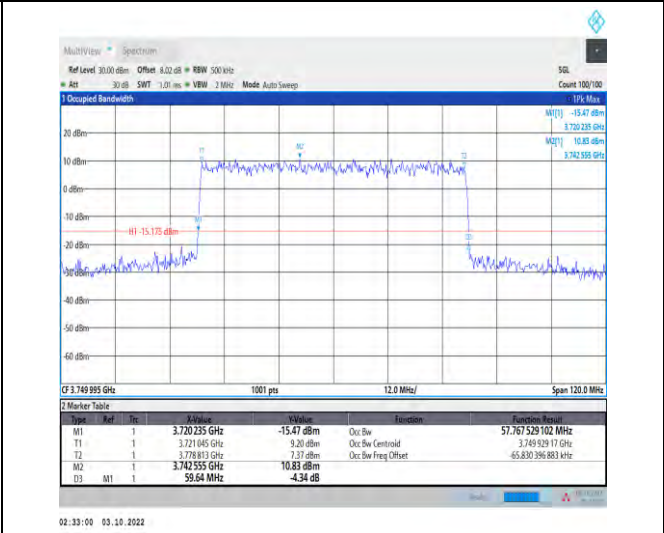 MultiView Spectrum
Ref Level 30.00 dBm Offset 8.02 dB RBW 500 kHz SGL
Att 30 dB SWT 1.01 ms VBW 2 MHz Mode Auto Sweep Count 100/100
1 Occupied Bandwidth 1Pk Max
M1[1] -15.47 dBm
3.720 235 GHz
M2[1] 10.83 dBm
3.742 555 GHz
20 dBm
T1 M2
10 dBm
0 dBm
-10 dBm
M1
H1 -15.175 dBm
-20 dBm
-30 dBm
-40 dBm
-50 dBm
-60 dBm
CF 3.749 995 GHz 1001 pts 12.0 MHz/ Span 120.0 MHz
2 Marker Table
Type Ref Trc X-Value Y-Value Function Function Result
M1 1 3.720 235 GHz -15.47 dBm Occ Bw 57.767 529 102 MHz
T1 1 3.721 045 GHz 9.20 dBm Occ Bw Centroid 3.749 929 17 GHz
T2 1 3.778 813 GHz 7.37 dBm Occ Bw Freq Offset -65.830 396 883 kHz
M2 1 3.742 555 GHz 10.83 dBm
D3 M1 1 59.64 MHz -4.34 dB
02:33:00 03.10.2022